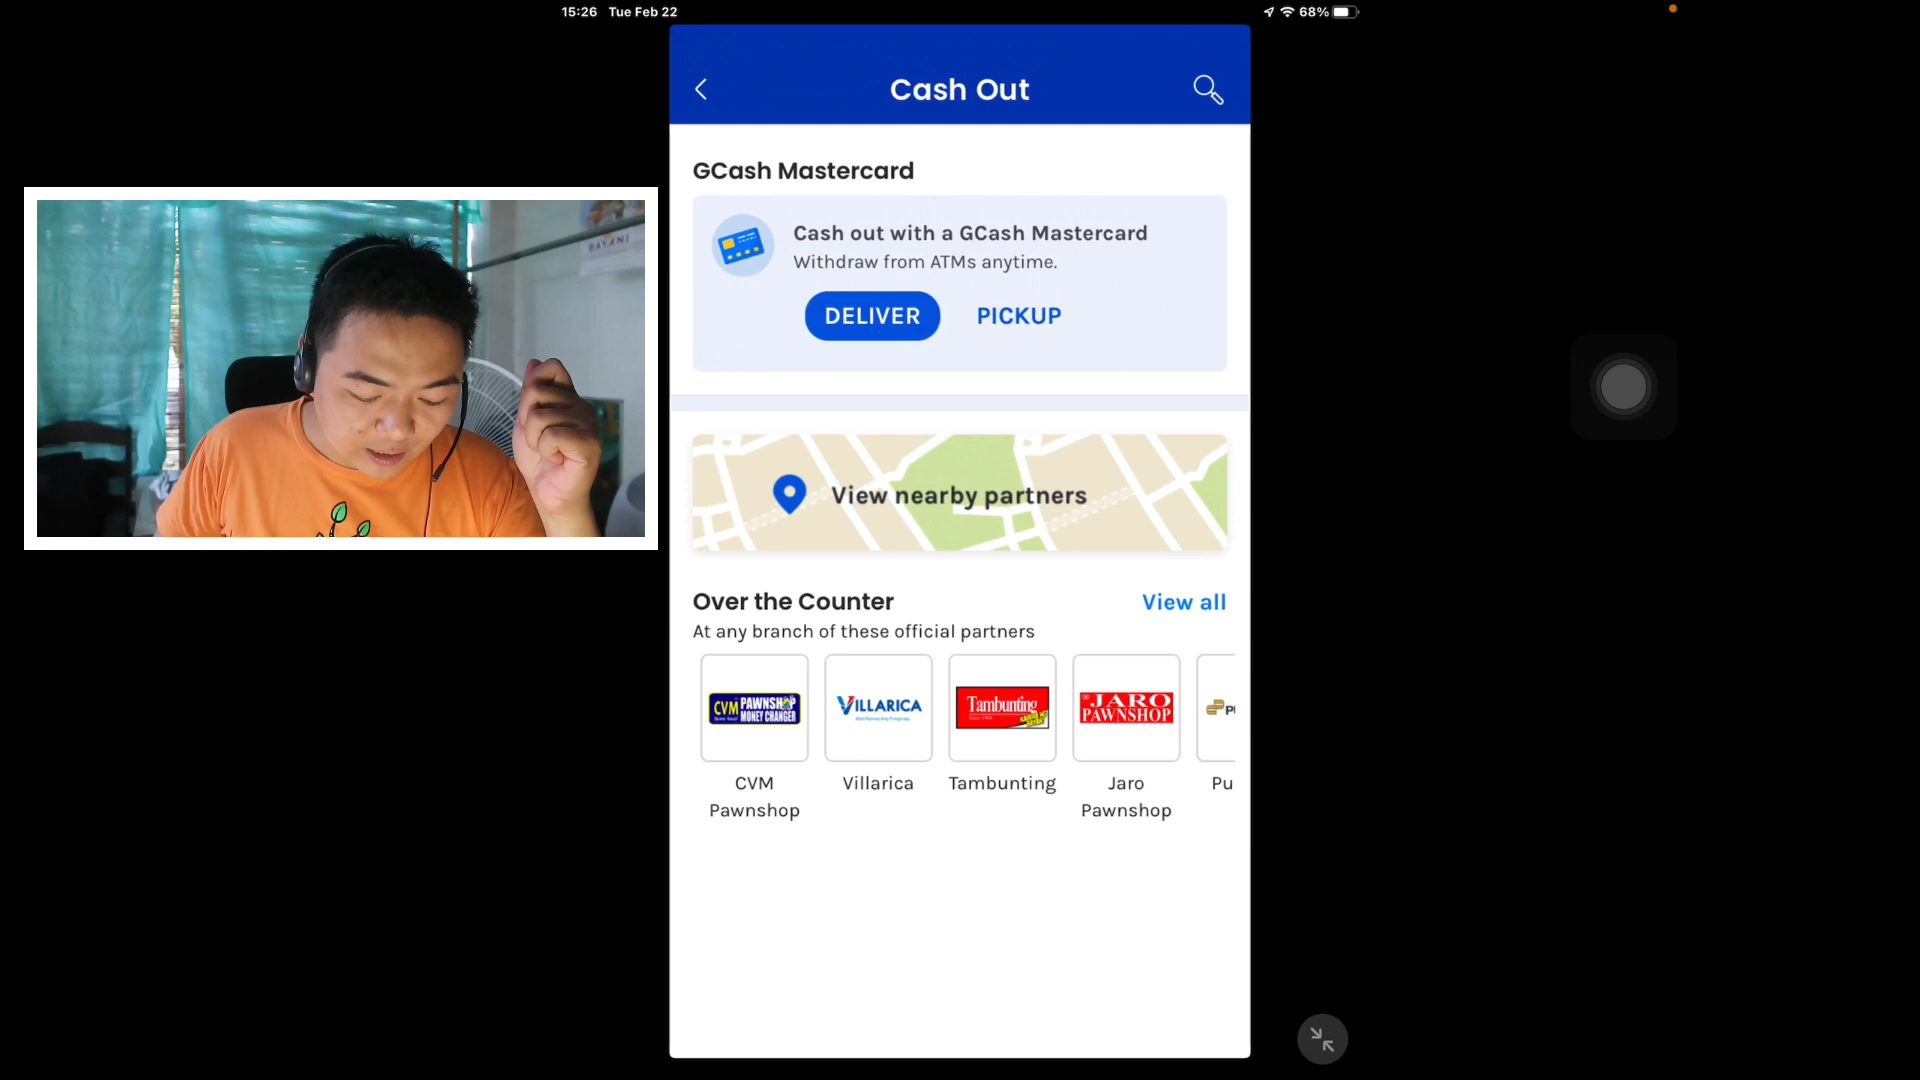 15:26 Tue Feb 22
68%
Cash Out
GCash Mastercard
Cash out with a GCash Mastercard
Withdraw from ATMs anytime.
DELIVER PICKUP
View nearby partners
Over the Counter View all
At any branch of these official partners
CVM PAWNSHOP MONEY CHANGER
VILLARICA
Tambunting
JARO PAWNSHOP
CVM Pawnshop
Villarica
Tambunting
Jaro Pawnshop
Pu